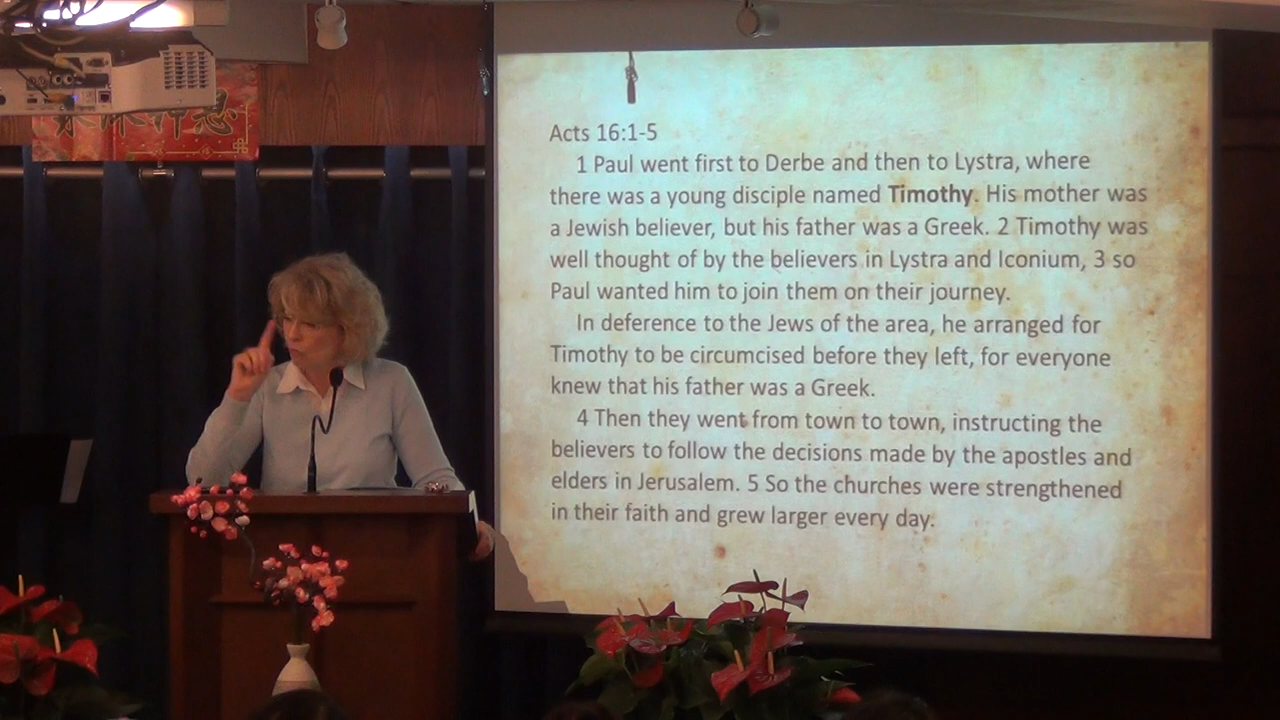 Acts 16:1-5
1 Paul went first to Derbe and then to Lystra, where
there was a young disciple named Timothy. His mother was
a Jewish believer, but his father was a Greek. 2 Timothy was
well thought of by the believers in Lystra and Iconium, 3 so
Paul wanted him to join them on their journey.
In deference to the Jews of the area, he arranged for
Timothy to be circumcised before they left, for everyone
knew that his father was a Greek.
4 Then they went from town to town, instructing the
believers to follow the decisions made by the apostles and
elders in Jerusalem. 5 So the churches were strengthened
in their faith and grew larger every day.